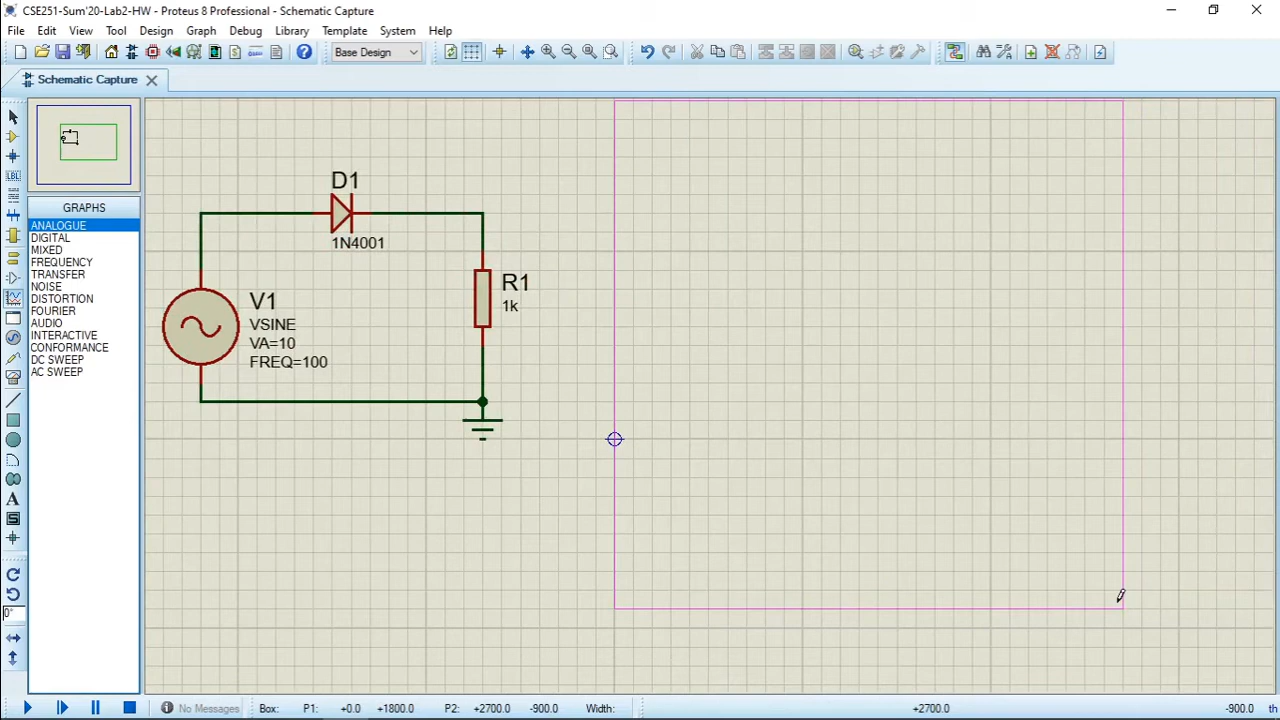 CSE251-Sum'20-Lab2-HW - Proteus 8 Professional - Schematic Capture
File Edit View Tool Design Graph Debug Library Template System Help
Base Design
Schematic Capture
GRAPHS
ANALOGUE
DIGITAL
MIXED
FREQUENCY
TRANSFER
NOISE
DISTORTION
FOURIER
AUDIO
INTERACTIVE
CONFORMANCE
DC SWEEP
AC SWEEP
LBL
A
S
0°
D1
1N4001
R1
1k
V1
VSINE
VA=10
FREQ=100
No Messages Box: P1: +0.0 +1800.0 P2: +2700.0 -900.0 Width: +2700.0 -900.0 th